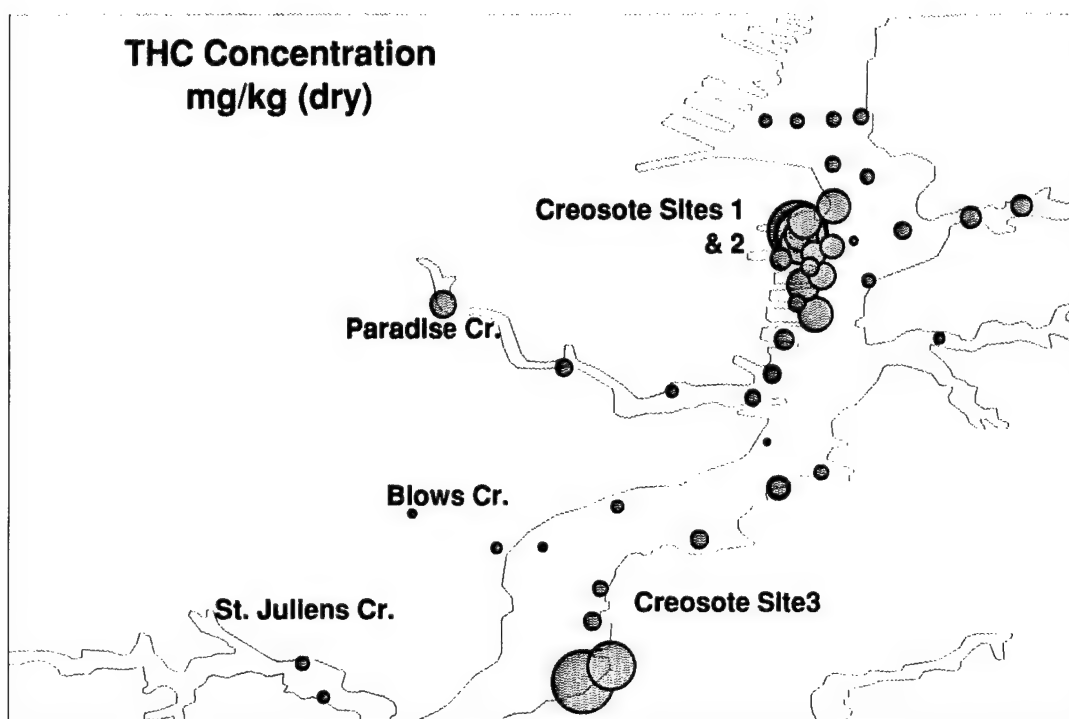 THC Concentration
mg/kg (dry)
Creosote Sites 1
& 2
Paradise Cr.
Blows Cr.
St. Juliens Cr.
Creosote Site3